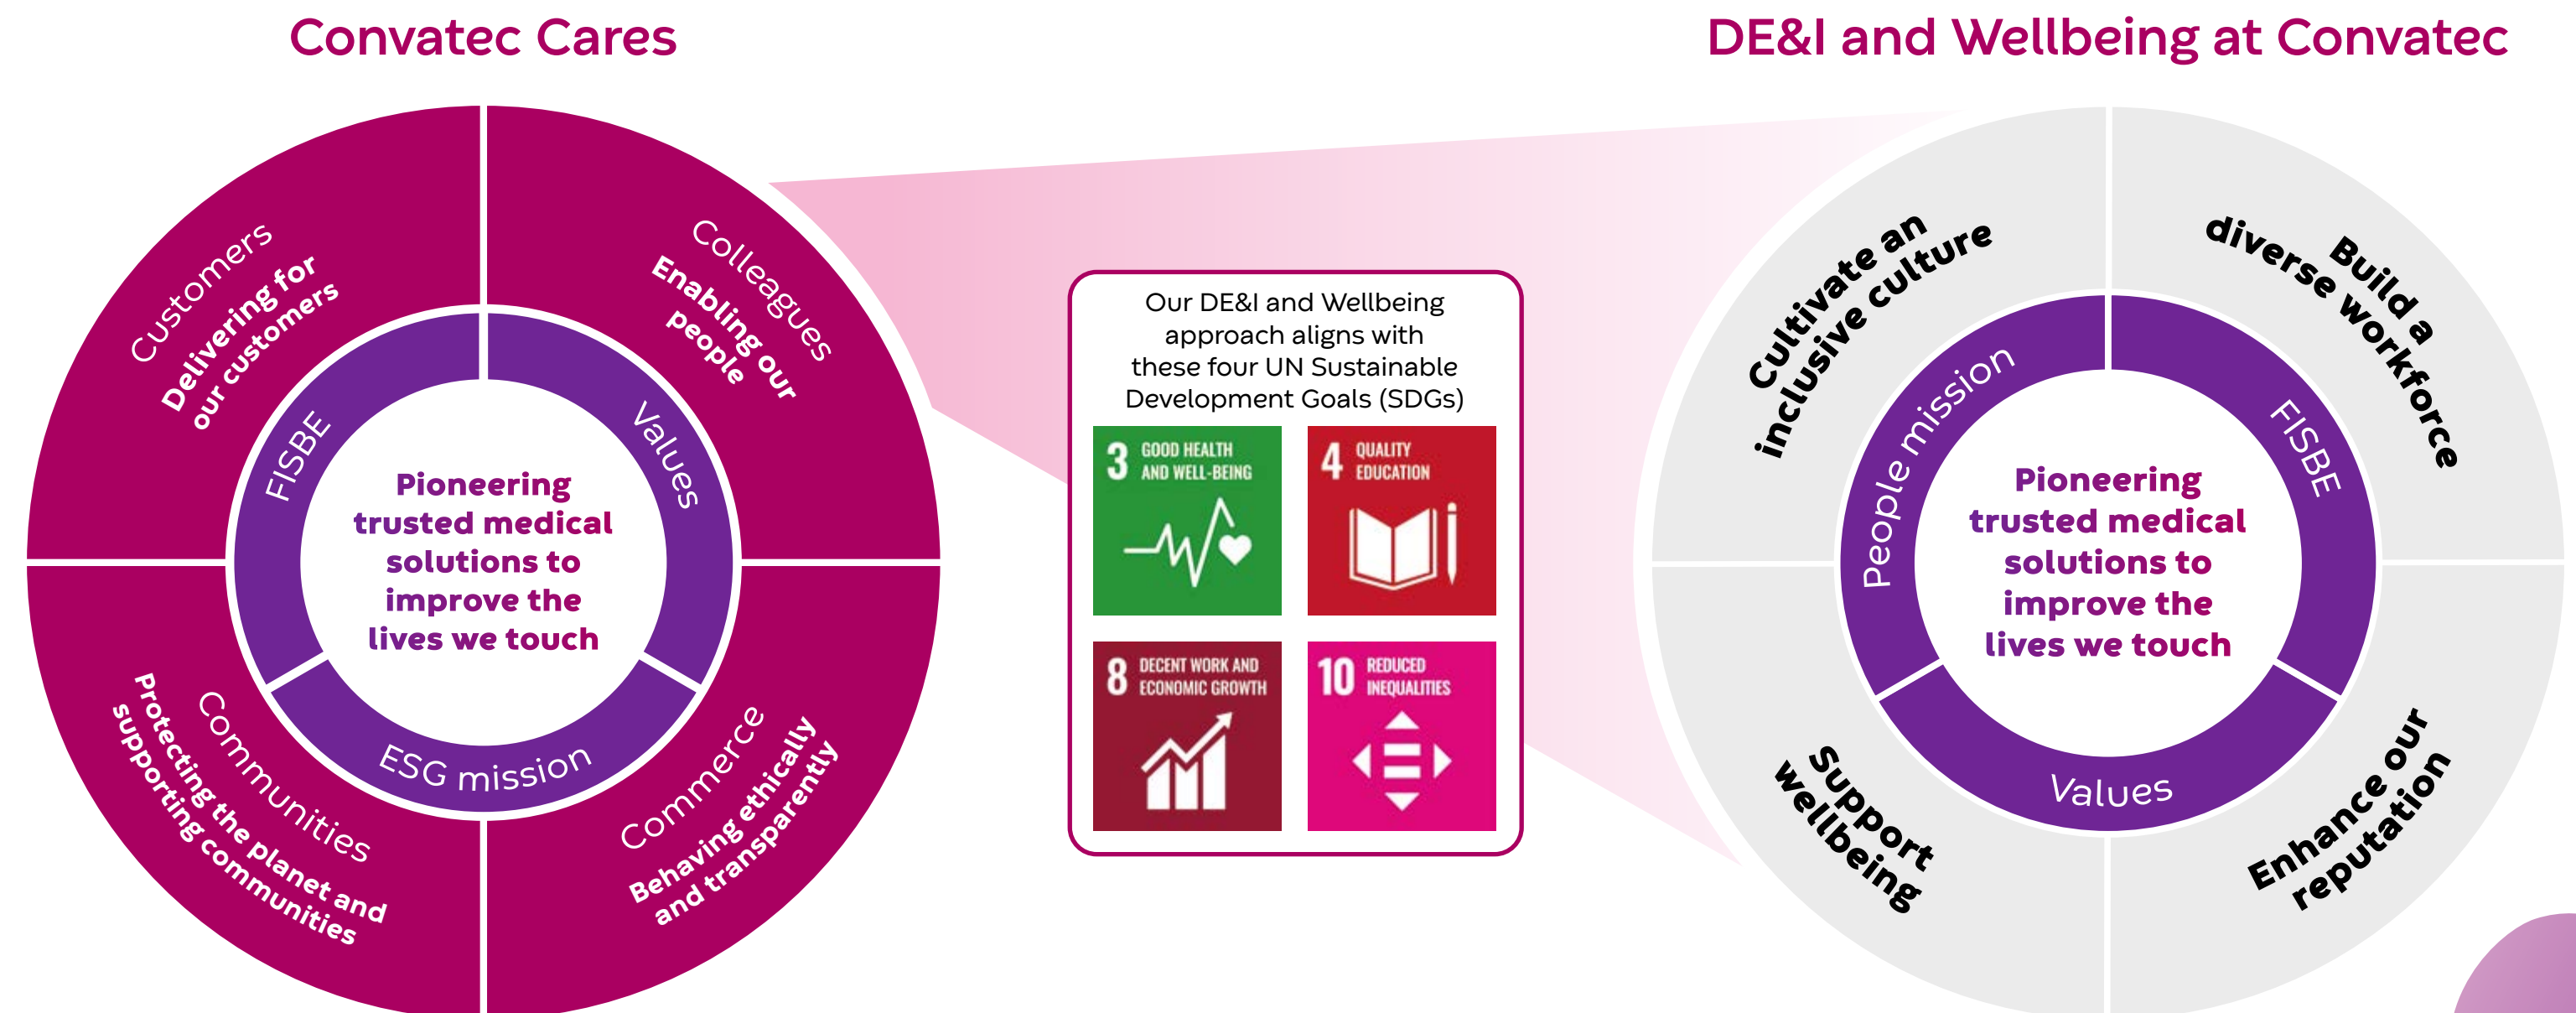 Convatec Cares
Customers
Delivering for
our customers
Colleagues
Enabling our
people
Communities
Protecting the planet and
supporting communities
Commerce
Behaving ethically
and transparently
FISBE
Values
ESG mission
Pioneering
trusted medical
solutions to
improve the
lives we touch
Our DE&I and Wellbeing
approach aligns with
these four UN Sustainable
Development Goals (SDGs)
3 GOOD HEALTH
AND WELL-BEING
4 QUALITY
EDUCATION
8 DECENT WORK AND
ECONOMIC GROWTH
10 REDUCED
INEQUALITIES
DE&I and Wellbeing at Convatec
Cultivate an
inclusive culture
Build a
diverse workforce
Support
wellbeing
Enhance our
reputation
People mission
FISBE
Values
Pioneering
trusted medical
solutions to
improve the
lives we touch